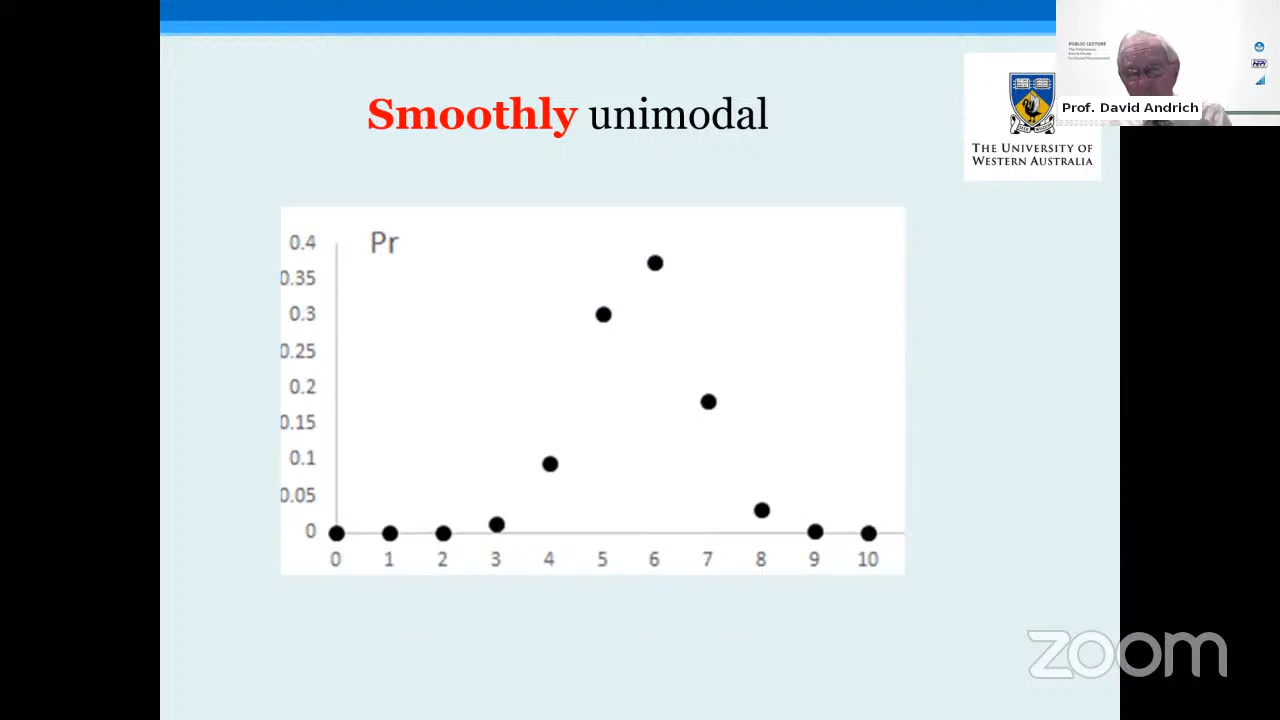 Smoothly unimodal
PUBLIC LECTURE
Prof. David Andrich
THE UNIVERSITY OF
WESTERN AUSTRALIA
Pr
0.4
0.35
0.3
0.25
0.2
0.15
0.1
0.05
0
0 1 2 3 4 5 6 7 8 9 10
zoom